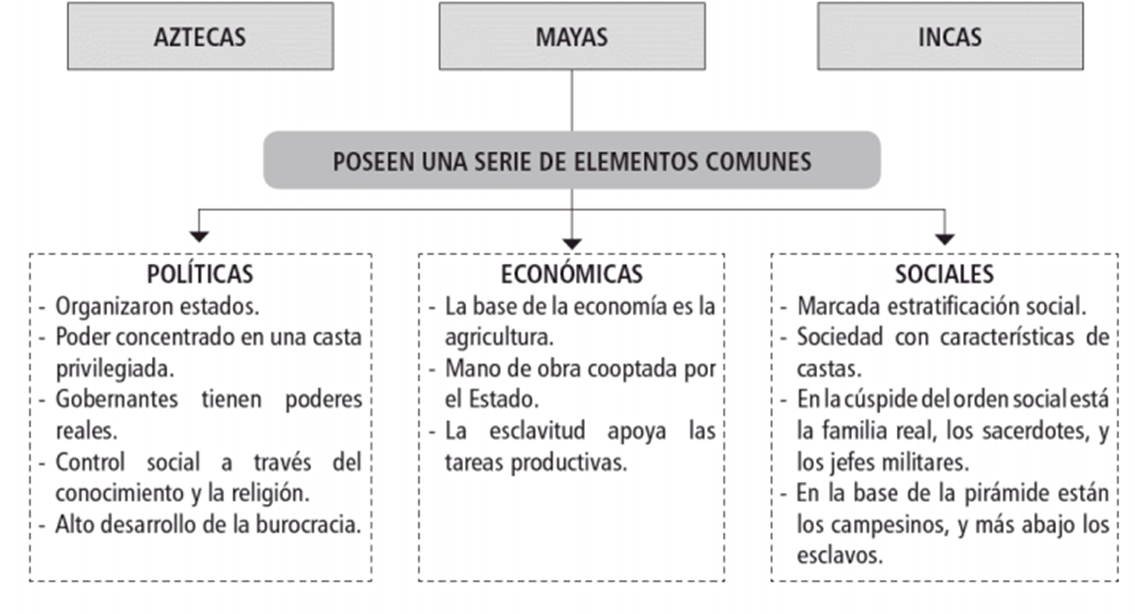 AZTECAS
MAYAS
INCAS
POSEEN UNA SERIE DE ELEMENTOS COMUNES
POLÍTICAS
- Organizaron estados.
- Poder concentrado en una casta
privilegiada.
- Gobernantes tienen poderes
reales.
- Control social a través del
conocimiento y la religión.
- Alto desarrollo de la burocracia.
ECONÓMICAS
- La base de la economía es la
agricultura.
- Mano de obra cooptada por
el Estado.
- La esclavitud apoya las
tareas productivas.
SOCIALES
- Marcada estratificación social.
- Sociedad con características de
castas.
- En la cúspide del orden social está
la familia real, los sacerdotes, y
los jefes militares.
- En la base de la pirámide están
los campesinos, y más abajo los
esclavos.